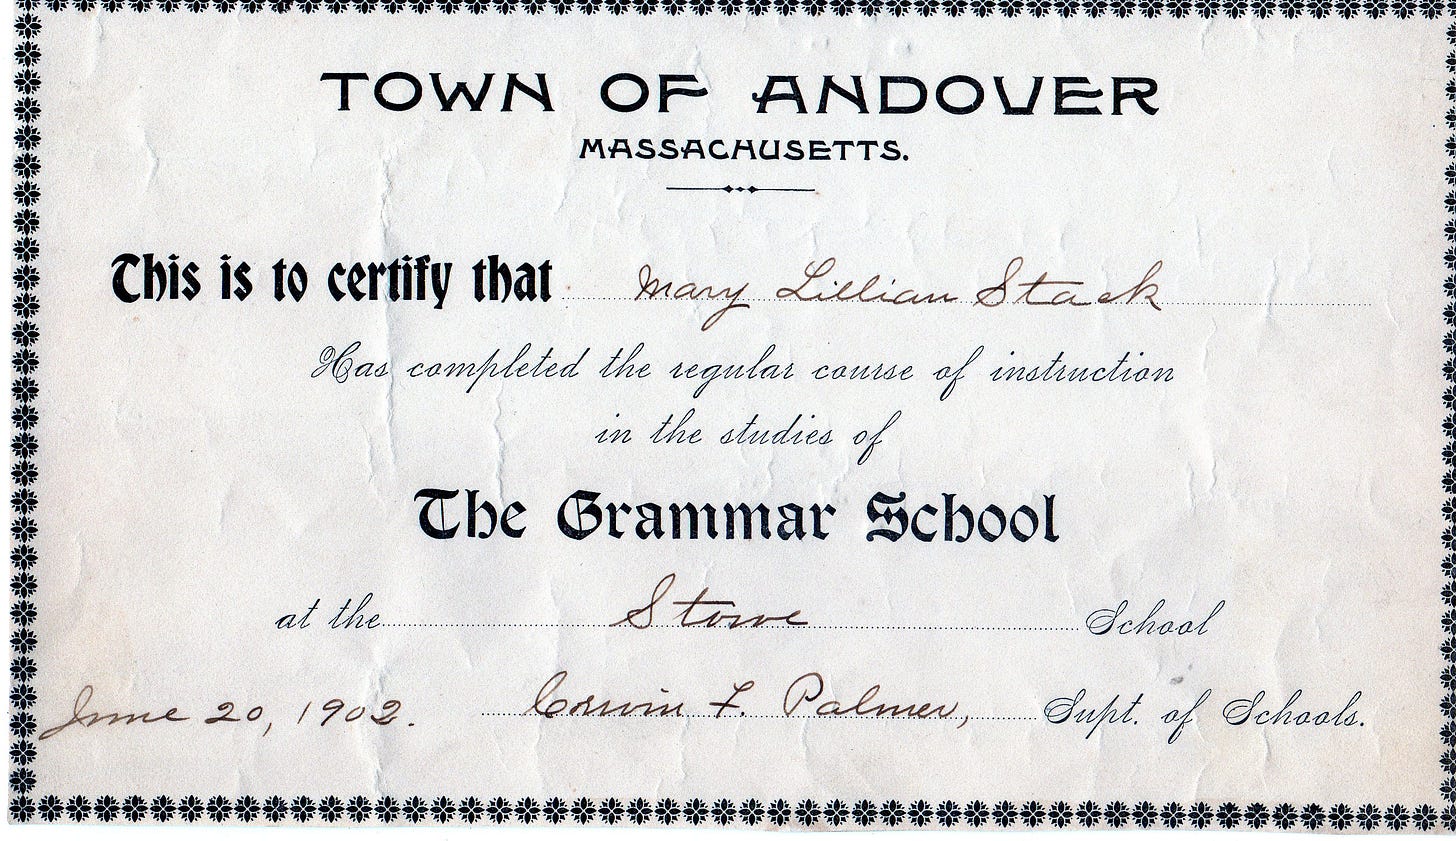 TOWN OF ANDOVER
MASSACHUSETTS.
This is to certify that Mary Lillian Stack
Has completed the regular course of instruction
in the studies of
The Grammar School
at the Stowe School
June 20, 1902. Corwin F. Palmer, Supt. of Schools.